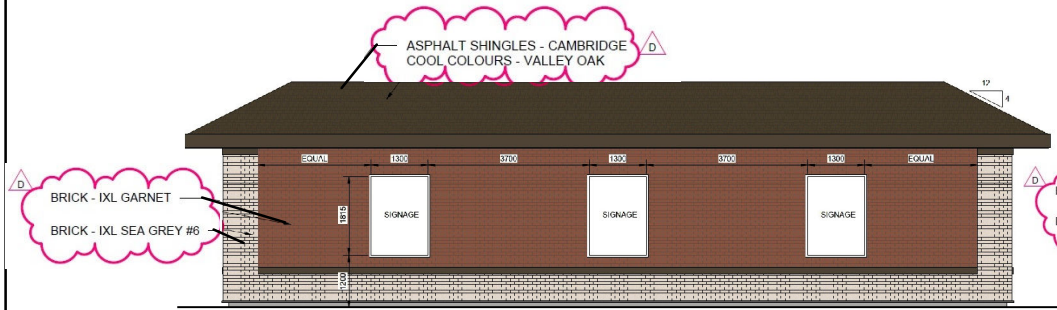 ASPHALT SHINGLES - CAMBRIDGE
COOL COLOURS - VALLEY OAK
D
12
4
EQUAL 1300 3700 1300 3700 1300 EQUAL
D
D
BRICK - IXL GARNET
BRICK - IXL SEA GREY #6
1815
SIGNAGE SIGNAGE SIGNAGE
1200